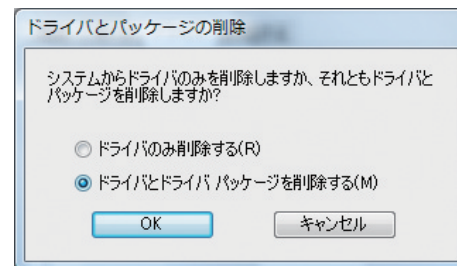 ドライバとパッケージの削除
システムからドライバのみを削除しますか、それともドライバと
パッケージを削除しますか?
ドライバのみ削除する(R)
ドライバとドライバ パッケージを削除する(M)
OK
キャンセル